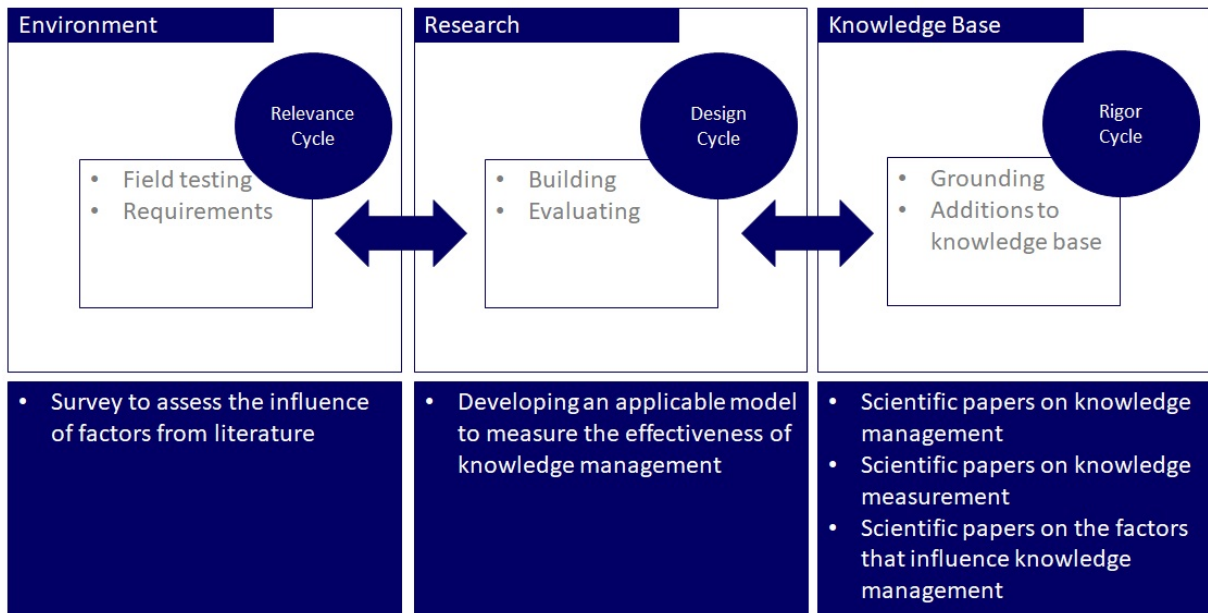 Environment
Relevance
Cycle
• Field testing
• Requirements
Research
Design
Cycle
• Building
• Evaluating
Knowledge Base
Rigor
Cycle
• Grounding
• Additions to
knowledge base
• Survey to assess the influence
of factors from literature
• Developing an applicable model
to measure the effectiveness of
knowledge management
• Scientific papers on knowledge
management
• Scientific papers on knowledge
measurement
• Scientific papers on the factors
that influence knowledge
management